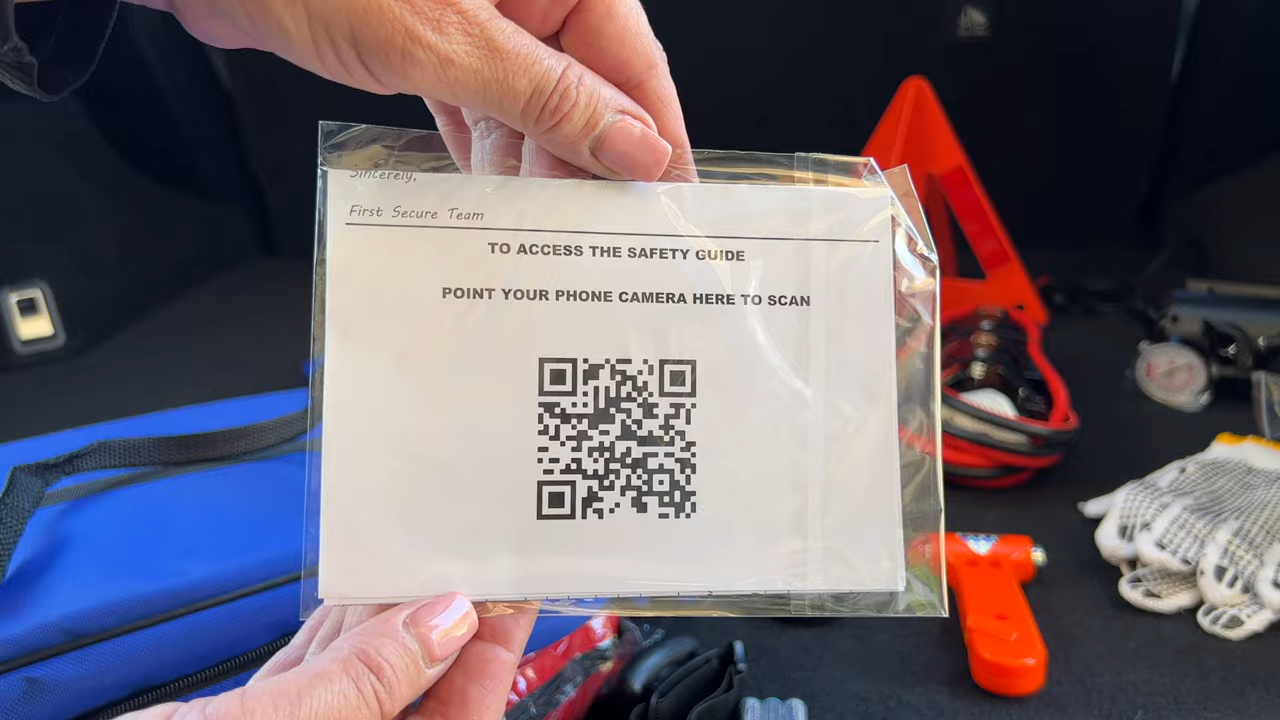 Sincerely,
First Secure Team
TO ACCESS THE SAFETY GUIDE
POINT YOUR PHONE CAMERA HERE TO SCAN